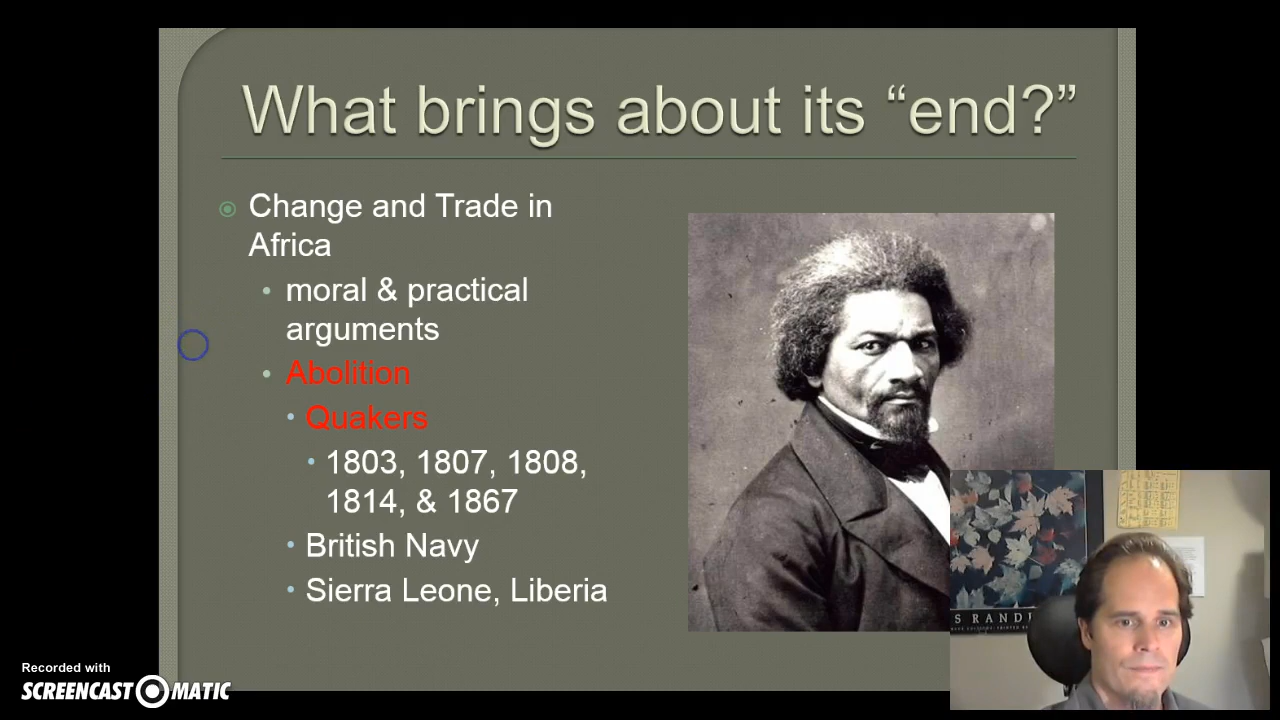 What brings about its “end?”
Change and Trade in
Africa
moral & practical
arguments
Abolition
Quakers
1803, 1807, 1808,
1814, & 1867
British Navy
Sierra Leone, Liberia
S RAND
Recorded with
SCREENCAST MATIC